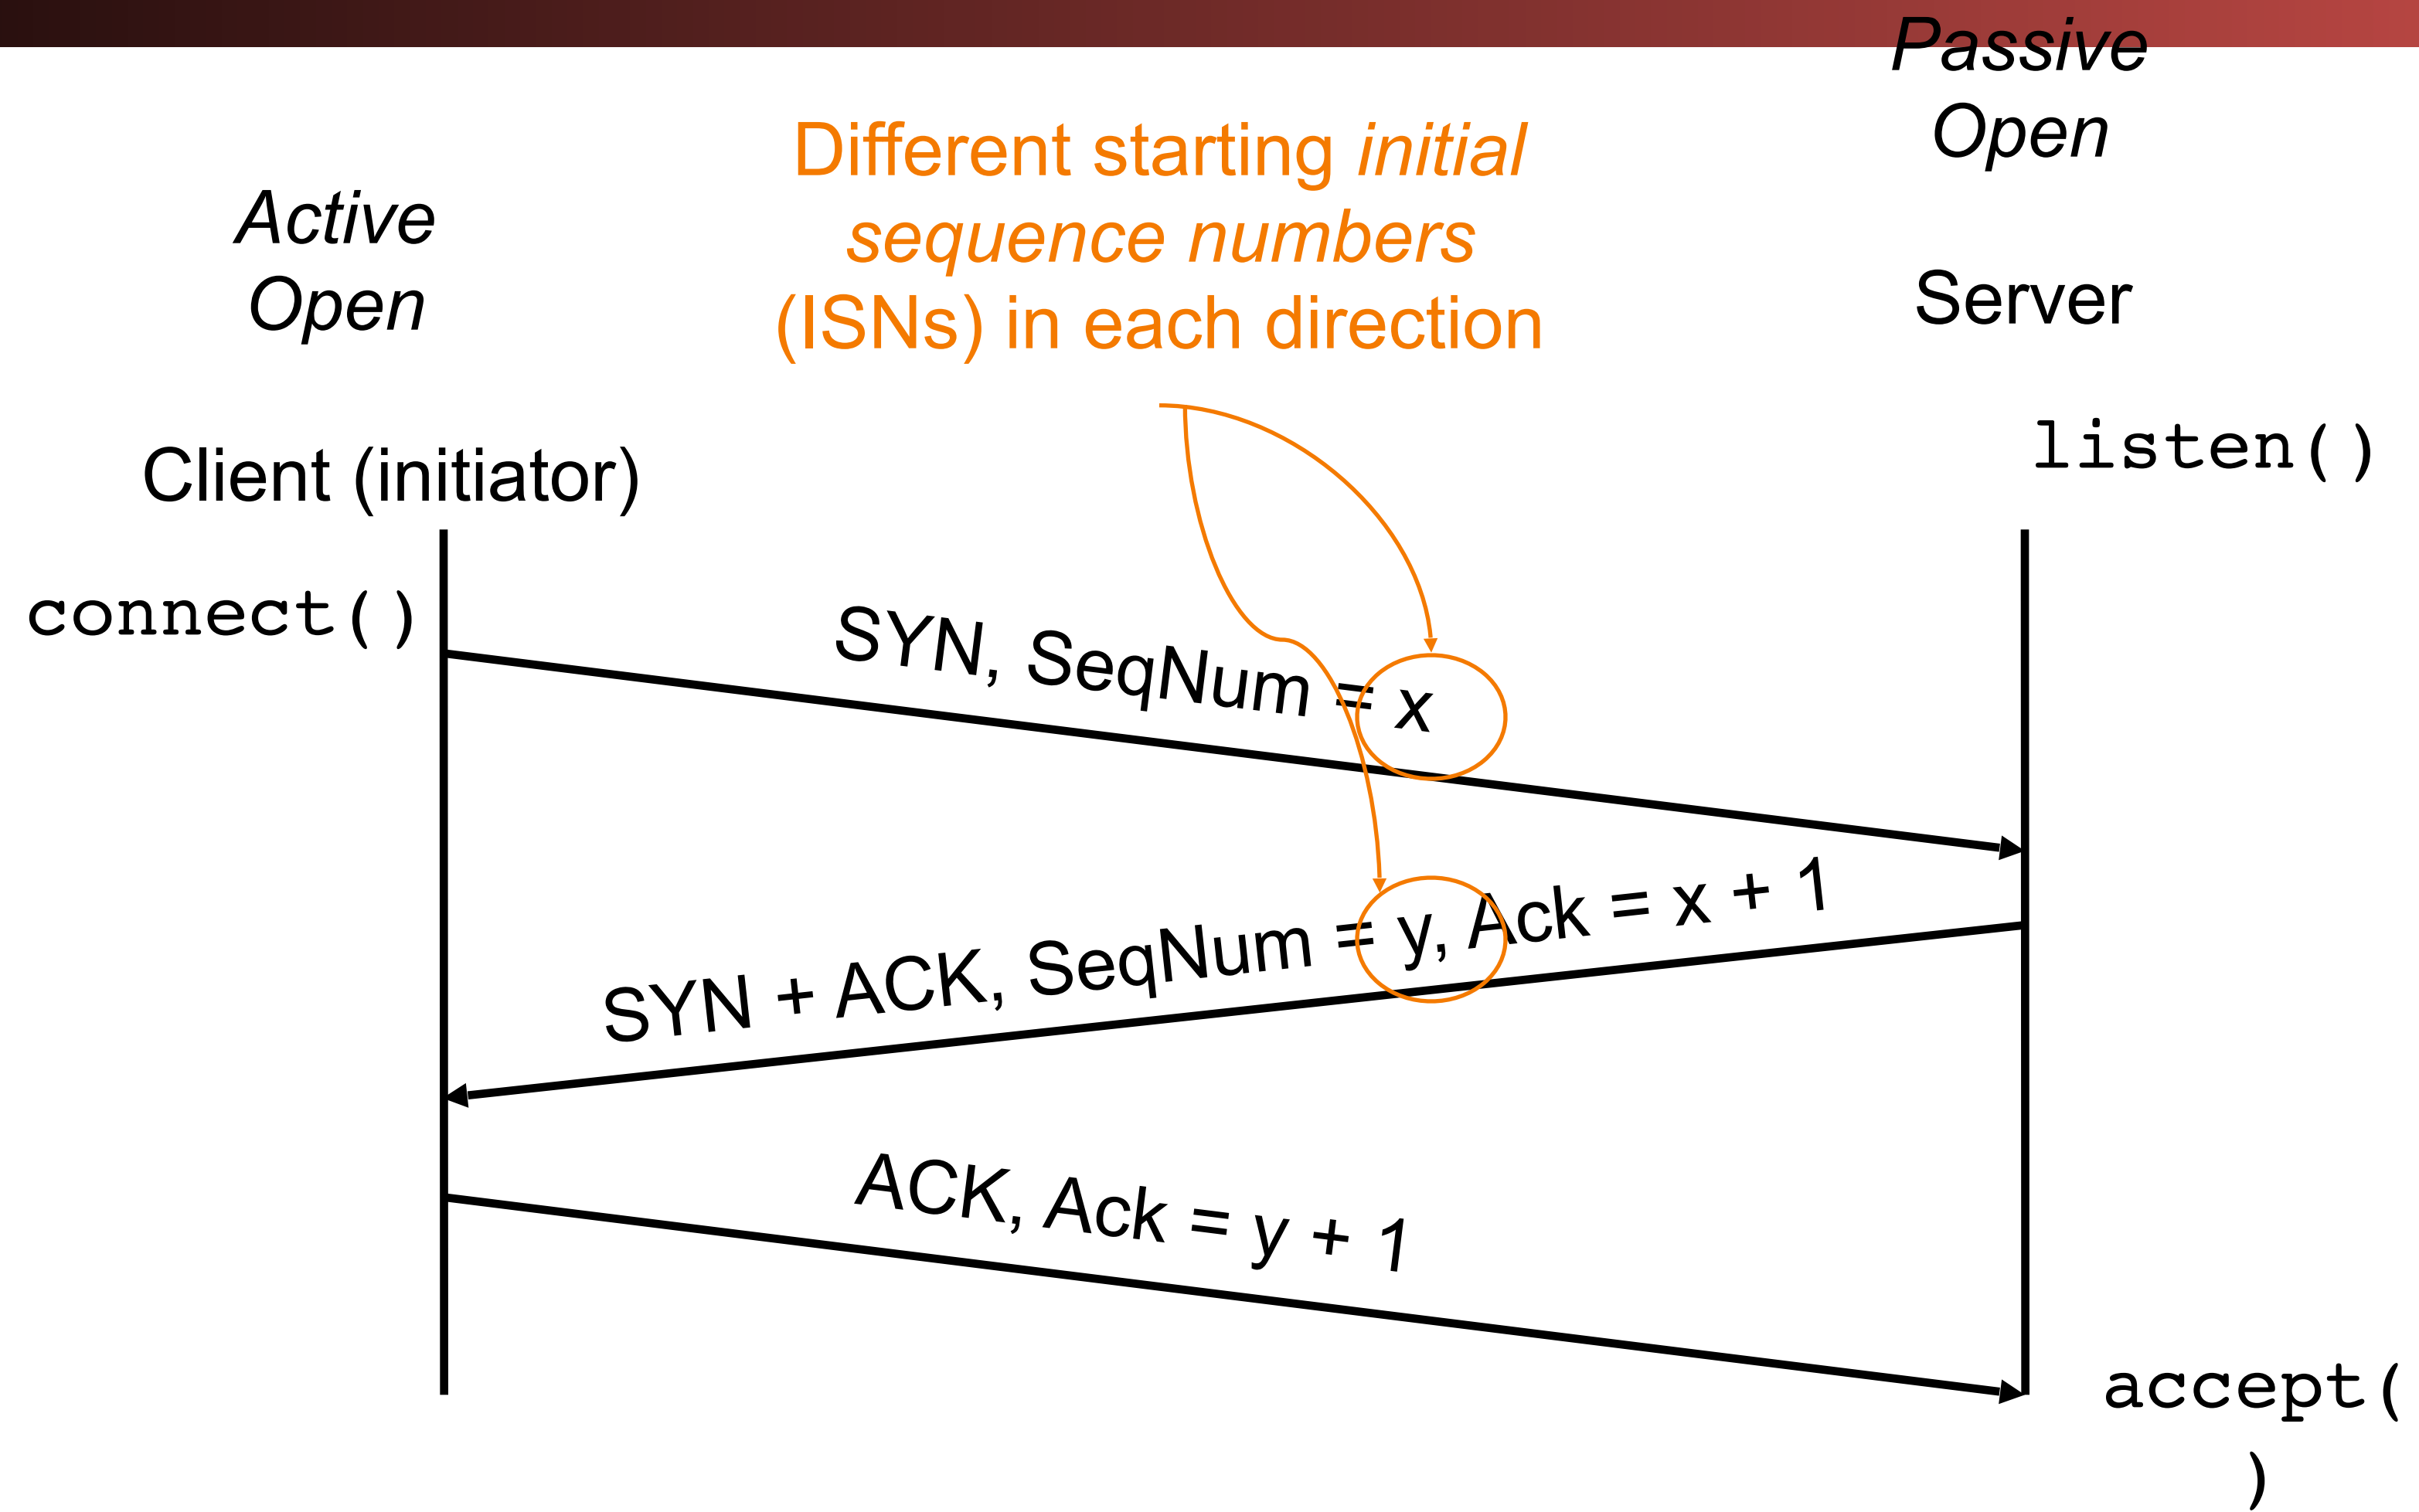 Passive
Open
Different starting initial
sequence numbers
(ISNs) in each direction
Active
Open
Server
Client (initiator)
listen()
connect()
SYN, SeqNum = x
SYN + ACK, SeqNum = y, Ack = x + 1
ACK, Ack = y + 1
accept(
)